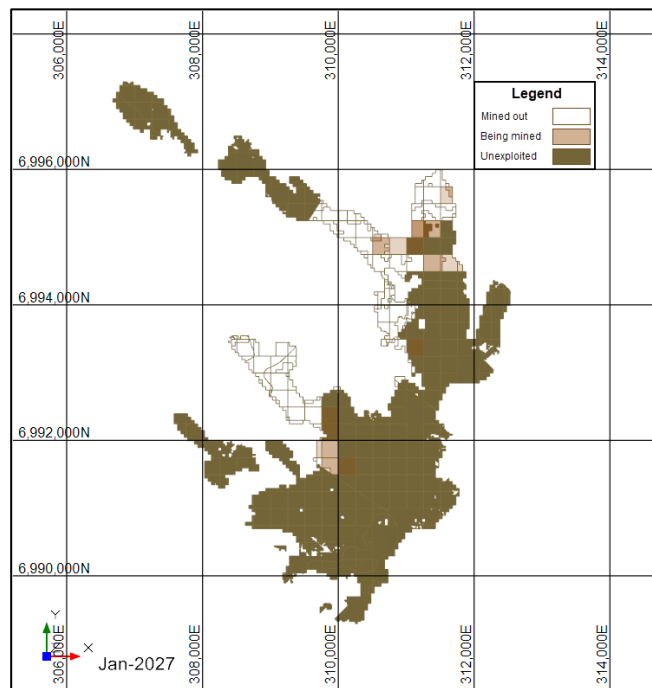 306,000E
308,000E
310,000E
312,000E
314,000E
Legend
Mined out
Being mined
Unexploited
6,996,000N
6,994,000N
6,992,000N
6,990,000N
Y
X
Jan-2027
306,000E
308,000E
310,000E
312,000E
314,000E